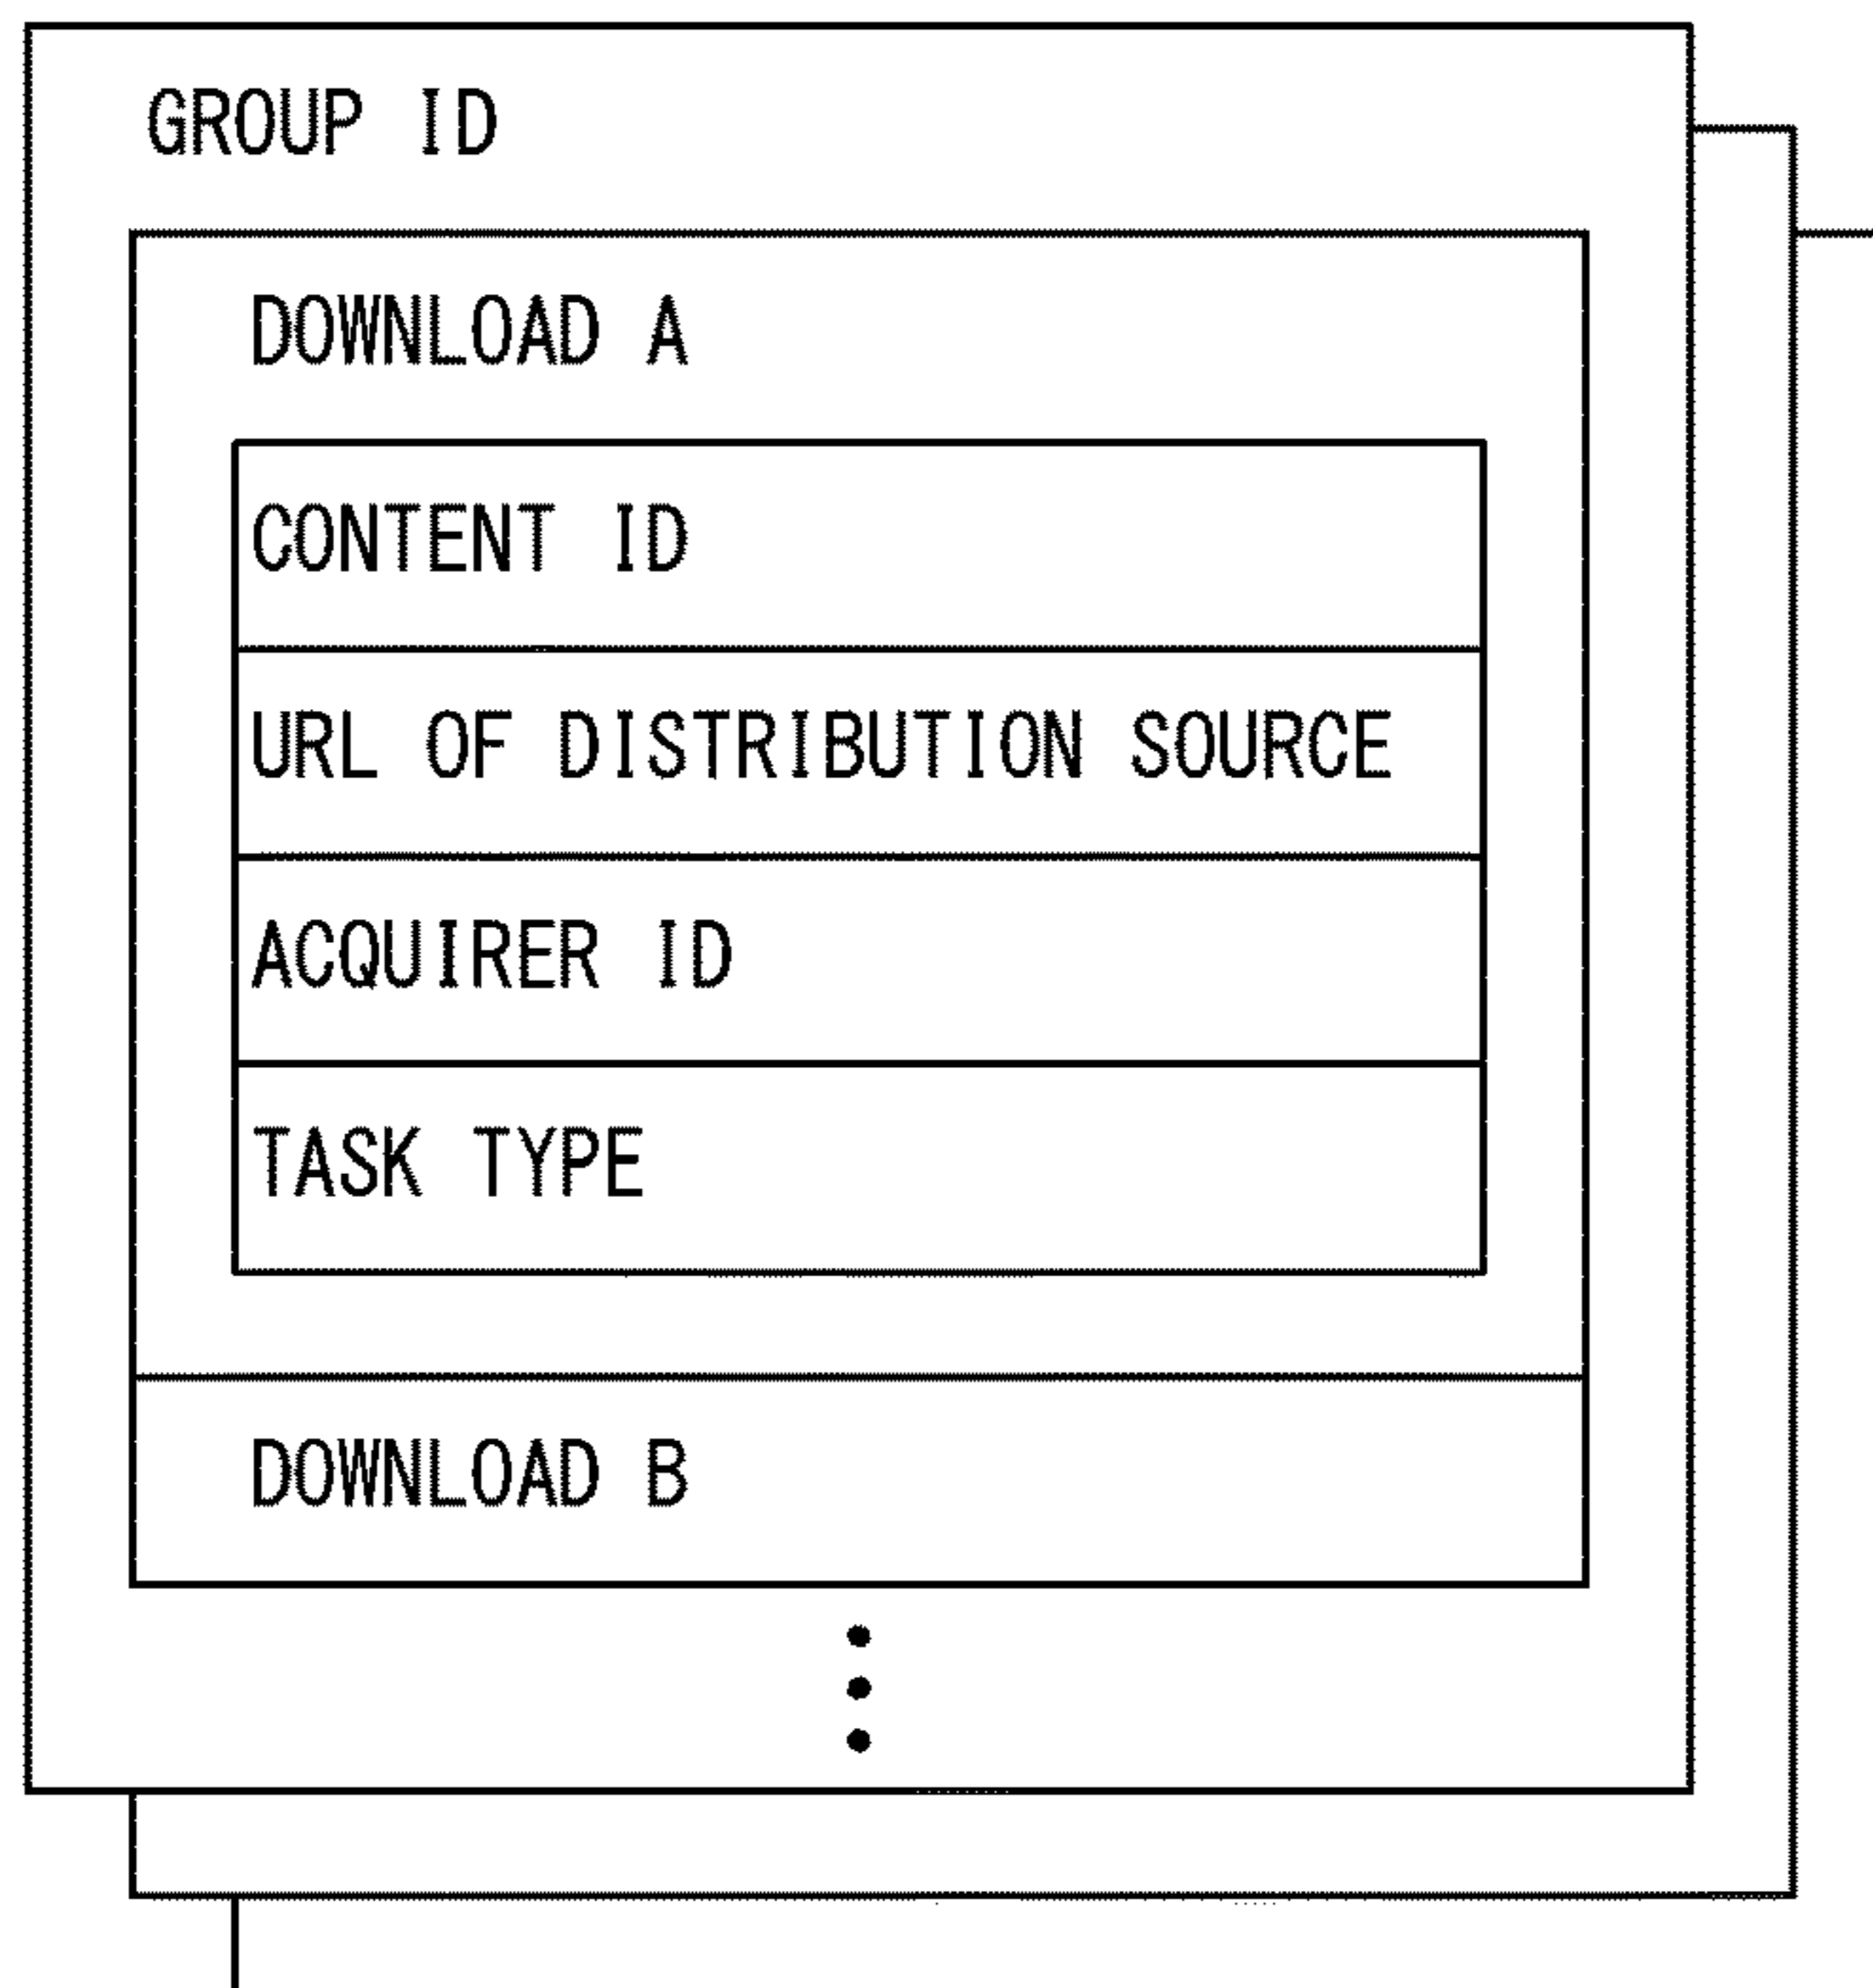 GROUP ID
DOWNLOAD A
CONTENT ID
URL OF DISTRIBUTION SOURCE
ACQUIRER ID
TASK TYPE
DOWNLOAD B